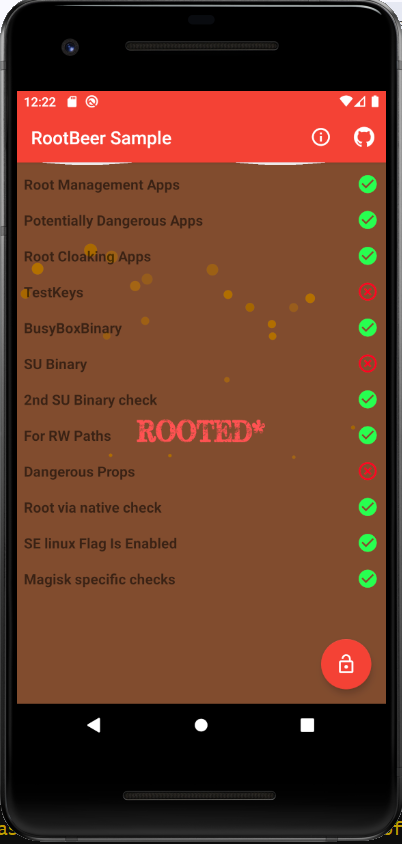 12:22
RootBeer Sample
Root Management Apps
Potentially Dangerous Apps
Root Cloaking Apps
TestKeys
BusyBoxBinary
SU Binary
2nd SU Binary check
For RW Paths
ROOTED*
Dangerous Props
Root via native check
SE linux Flag Is Enabled
Magisk specific checks
as
of